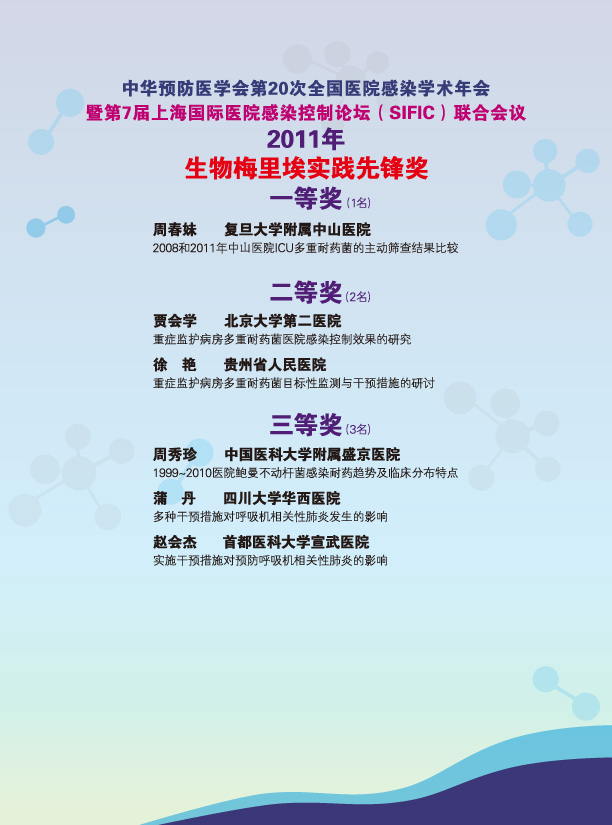 中华预防医学会第20次全国医院感染学术年会
暨第7届上海国际医院感染控制论坛（SIFIC）联合会议
2011年
生物梅里埃实践先锋奖
一等奖（1名）
周春妹 复旦大学附属中山医院
2008和2011年中山医院ICU多重耐药菌的主动筛查结果比较
二等奖（2名）
贾会学 北京大学第二医院
重症监护病房多重耐药菌医院感染控制效果的研究
徐 艳 贵州省人民医院
重症监护病房多重耐药菌目标性监测与干预措施的研讨
三等奖（3名）
周秀珍 中国医科大学附属盛京医院
1999~2010医院鲍曼不动杆菌感染耐药趋势及临床分布特点
蒲 丹 四川大学华西医院
多种干预措施对呼吸机相关性肺炎发生的影响
赵会杰 首都医科大学宣武医院
实施干预措施对预防呼吸机相关性肺炎的影响